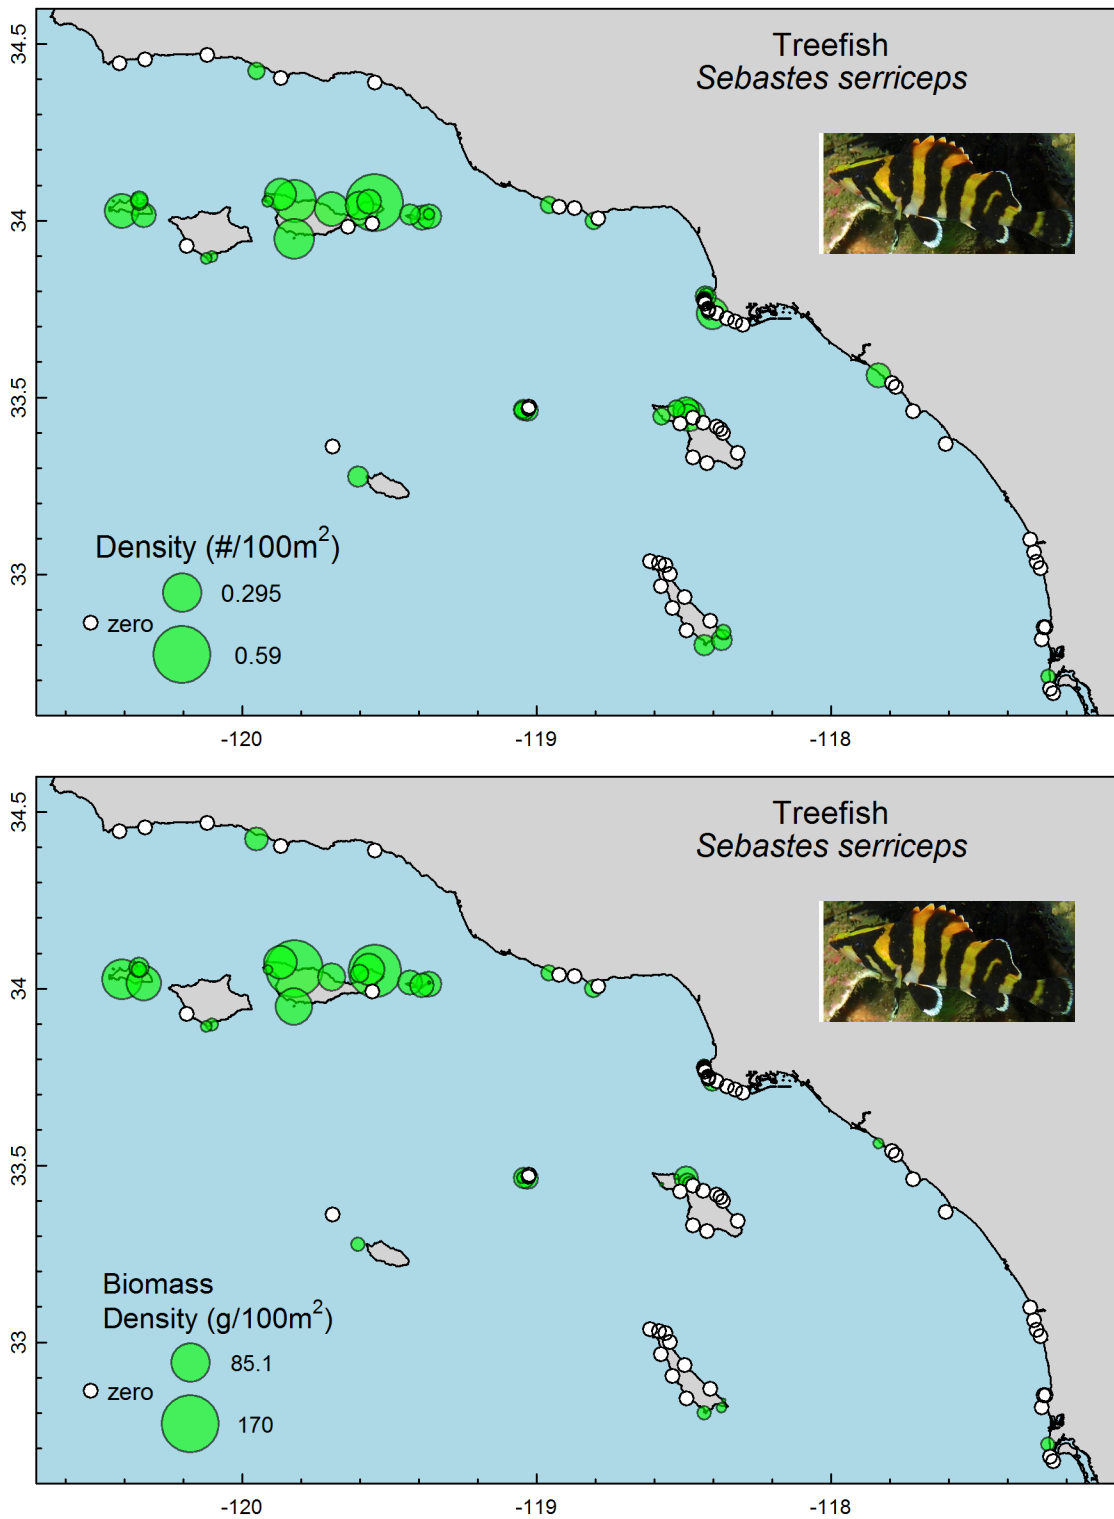 34.5
34
33.5
33
Treefish
Sebastes serriceps
Density (#/100m²)
0.295
zero
0.59
-120
-119
-118
34.5
34
33.5
33
Treefish
Sebastes serriceps
Biomass
Density (g/100m²)
85.1
zero
170
-120
-119
-118